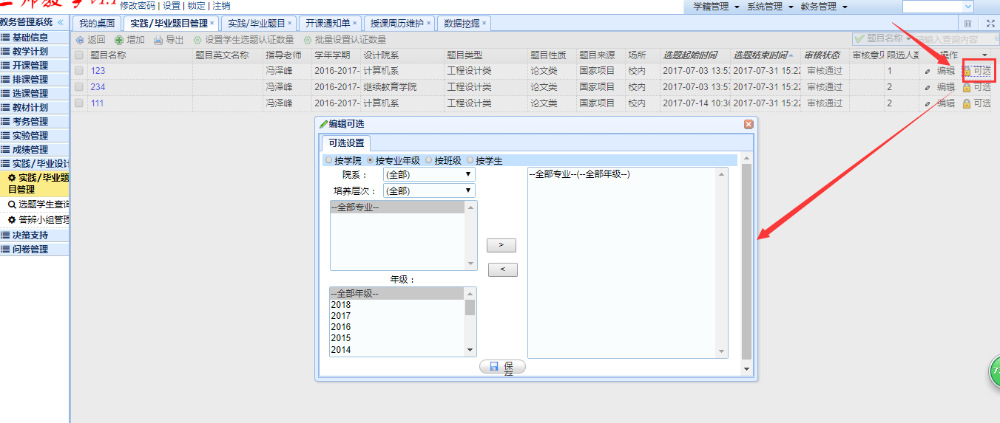 修改密码 | 设置 | 锁定 | 注销
学籍管理 系统管理 教务管理
教务管理系统
我的桌面 实践/毕业题目管理 实践/毕业题目 开课通知单 授课周历维护 数据挖掘
返回 增加 导出 设置学生选题认证数量 批量设置认证数量 题目名称 输入查询内容
题目名称 题目英文名称 指导老师 学年学期 设计院系 题目类型 题目性质 题目来源 场所 选题起始时间 选题结束时间 审核状态 审核意见 限选人数 操作
123 冯泽峰 2016-2017- 计算机系 工程设计类 论文类 国家项目 校内 2017-07-03 13:53 2017-07-31 15:22 审核通过 1 编辑 可选
234 冯泽峰 2016-2017- 继续教育学院 工程设计类 论文类 国家项目 校内 2017-07-03 13:57 2017-07-31 15:22 审核通过 2 编辑 可选
111 冯泽峰 2016-2017- 计算机系 工程设计类 论文类 国家项目 校内 2017-07-14 10:36 2017-07-31 15:22 审核通过 2 编辑 可选
基础信息
教学计划
开课管理
排课管理
选课管理
教材计划
考务管理
实验管理
成绩管理
实践/毕业设计
实践/毕业题
目管理
选题学生查询
答辨小组管理
决策支持
问卷管理
编辑可选
可选设置
按学院 按专业年级 按班级 按学生
院系： (全部)
培养层次： (全部)
--全部专业--
--全部专业--(--全部年级--)
>
<
年级：
--全部年级--
2018
2017
2016
2015
2014
保存